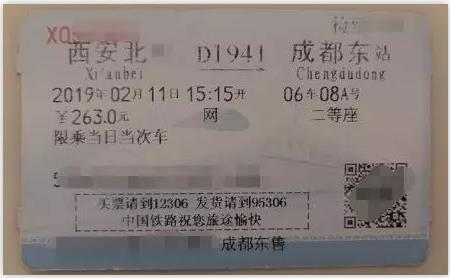 XQ
检
西安北 D1941 成都东站
Xi'anbei Chengdudong
2019年02月11日 15:15开 06车08A号
￥263.0元 网 二等座
限乘当日当次车
5
买票请到12306 发货请到95306
中国铁路祝您旅途愉快
成都东售